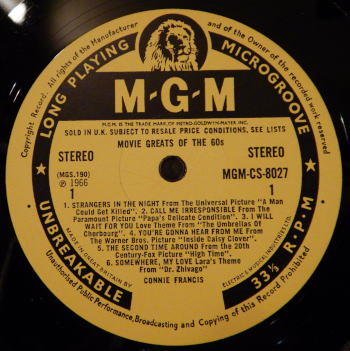 Copyright Record. All rights of the Manufacturer and of the Owner of the recorded work reserved
LONG PLAYING MICROGROOVE
M-G-M
M.G.M. IS THE TRADE MARK OF METRO-GOLDWYN-MAYER INC.
SOLD IN U.K. SUBJECT TO RESALE PRICE CONDITIONS, SEE LISTS
MOVIE GREATS OF THE 60s
STEREO STEREO
(MGS.190) MGM-CS-8027
℗ 1966
1 1
1. STRANGERS IN THE NIGHT From The Universal Picture "A Man
Could Get Killed". 2. CALL ME IRRESPONSIBLE From The
Paramount Picture "Papa's Delicate Condition". 3. I WILL
WAIT FOR YOU Love Theme From "The Umbrellas Of
Cherbourg". 4. YOU'RE GONNA HEAR FROM ME From
The Warner Bros. Picture "Inside Daisy Clover".
5. THE SECOND TIME AROUND From The 20th
Century-Fox Picture "High Time".
6. SOMEWHERE, MY LOVE Lara's Theme
From "Dr. Zhivago"
CONNIE FRANCIS
MADE IN GREAT BRITAIN BY ELECTRIC & MUSICAL INDUSTRIES LTD.
UNBREAKABLE 33⅓ R.P.M
Unauthorised Public Performance, Broadcasting and Copying of this Record Prohibited